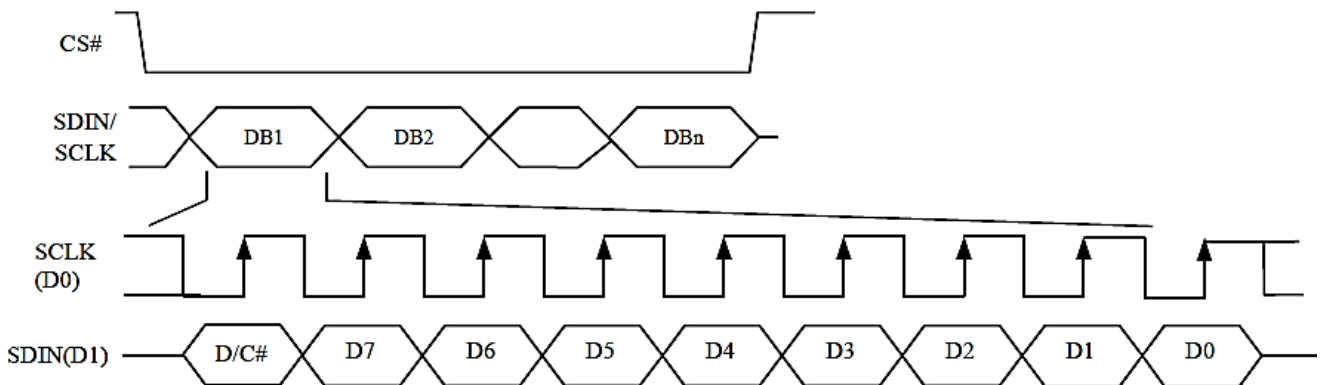 CS#
SDIN/
SCLK
DB1 DB2 DBn
SCLK
(D0)
SDIN(D1) D/C# D7 D6 D5 D4 D3 D2 D1 D0